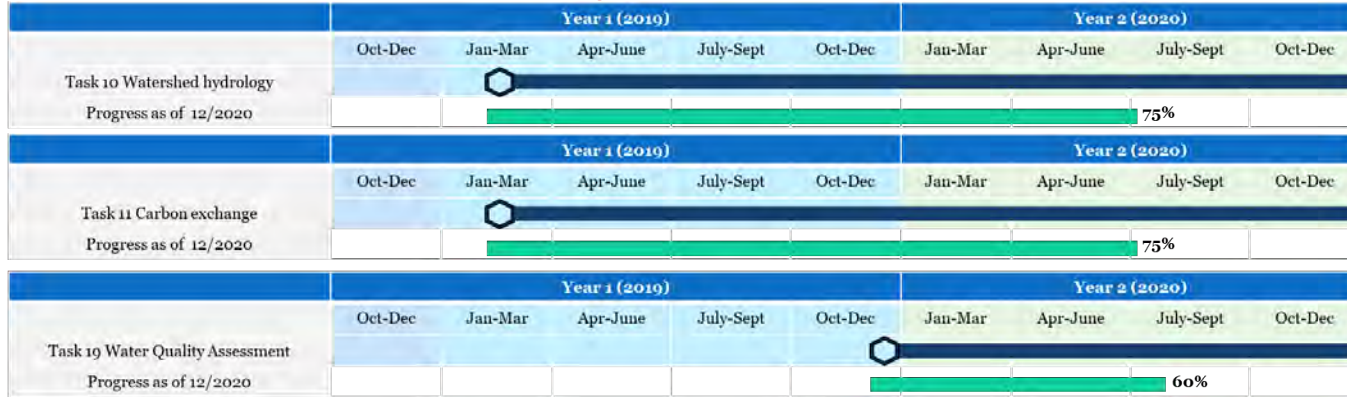 Year 1 (2019) Year 2 (2020)
Oct-Dec Jan-Mar Apr-June July-Sept Oct-Dec Jan-Mar Apr-June July-Sept Oct-Dec
Task 10 Watershed hydrology
Progress as of 12/2020 75%
Year 1 (2019) Year 2 (2020)
Oct-Dec Jan-Mar Apr-June July-Sept Oct-Dec Jan-Mar Apr-June July-Sept Oct-Dec
Task 11 Carbon exchange
Progress as of 12/2020 75%
Year 1 (2019) Year 2 (2020)
Oct-Dec Jan-Mar Apr-June July-Sept Oct-Dec Jan-Mar Apr-June July-Sept Oct-Dec
Task 19 Water Quality Assessment
Progress as of 12/2020 60%